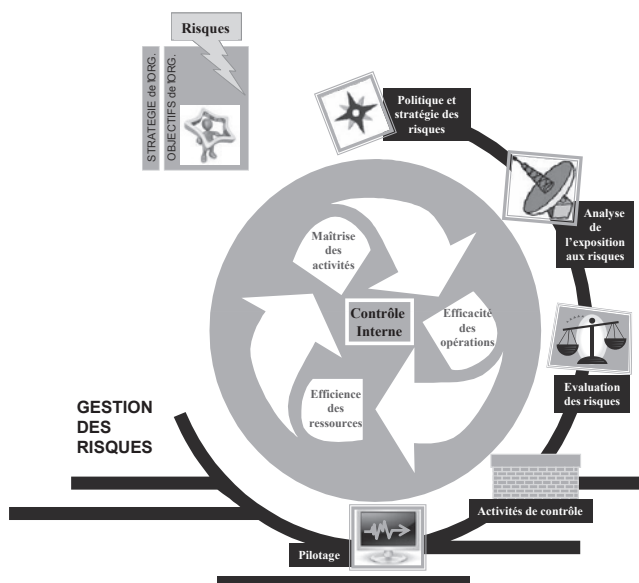 Risques
STRATEGIE de l'ORG.
OBJECTIFS de l'ORG.
Politique et
stratégie des
risques
Analyse
de
l'exposition
aux risques
Maîtrise
des
activités
Contrôle
Interne
Efficacité
des
opérations
Efficience
des
ressources
Evaluation
des risques
GESTION
DES
RISQUES
Activités de contrôle
Pilotage